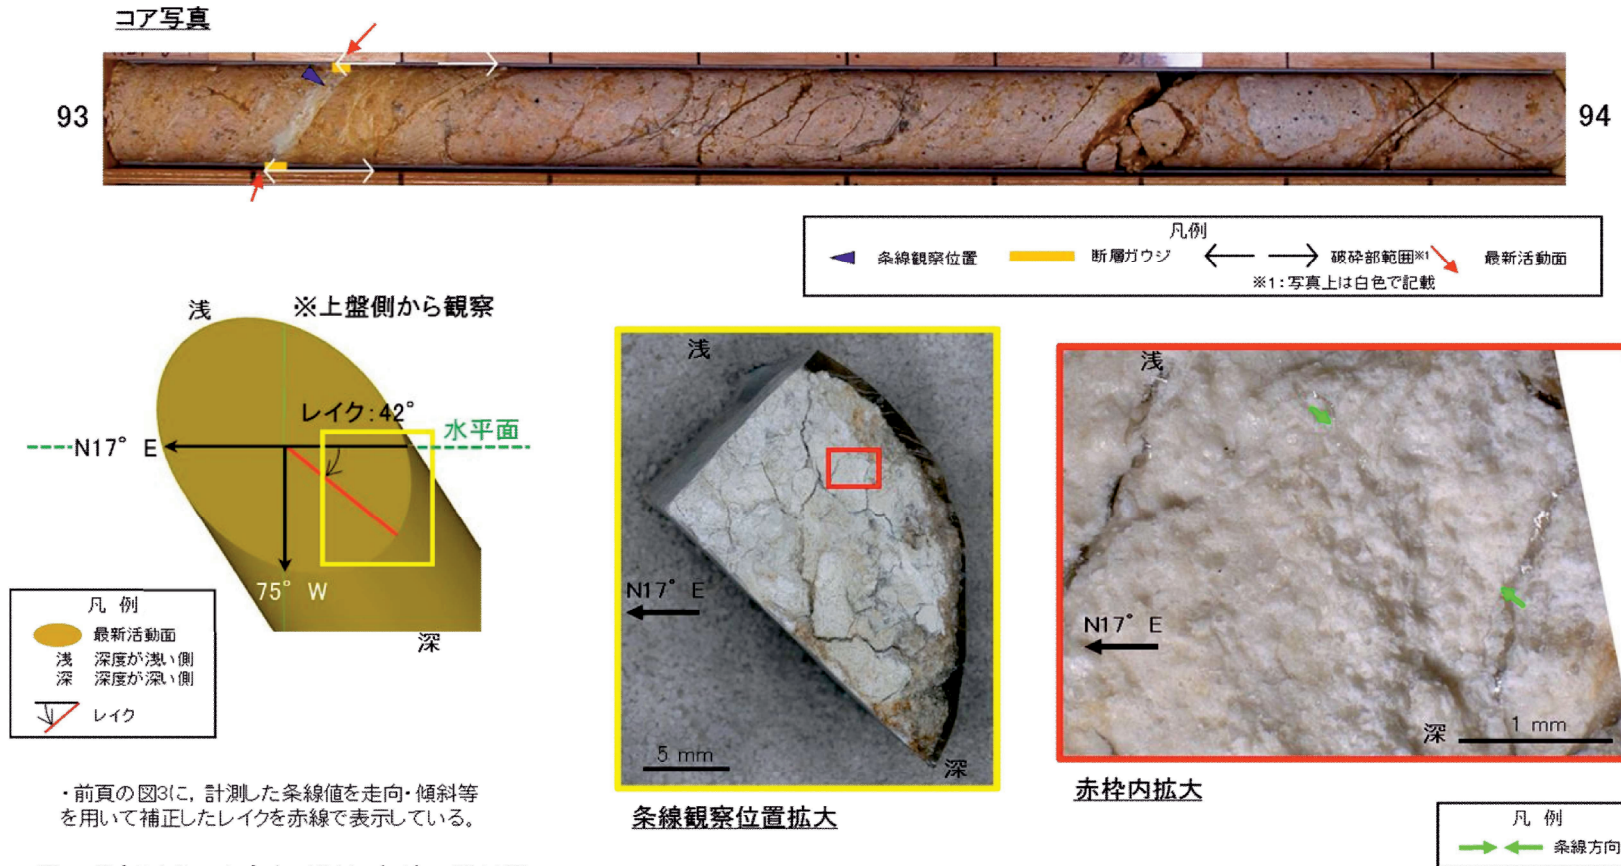 コア写真
93
94
凡例
条線観察位置
断層ガウジ
破砕部範囲※1
最新活動面
※1:写真上は白色で記載
浅
※上盤側から観察
レイク:42°
水平面
N17° E
75° W
深
凡 例
最新活動面
浅 深度が浅い側
深 深度が深い側
レイク
・前頁の図3に,計測した条線値を走向・傾斜等
を用いて補正したレイクを赤線で表示している。
浅
N17° E
5 mm
深
条線観察位置拡大
浅
N17° E
深
1 mm
赤枠内拡大
凡 例
条線方向